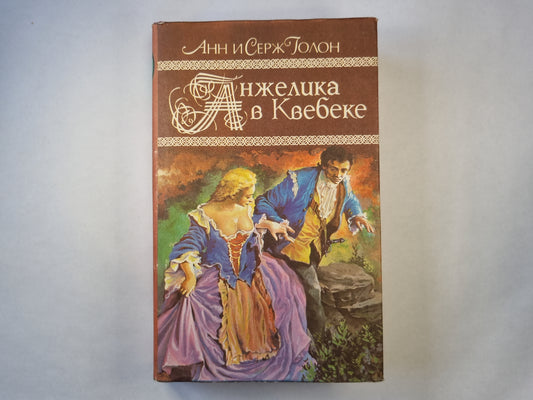 Анн и Серж Голон
Анжелика
в Квебеке